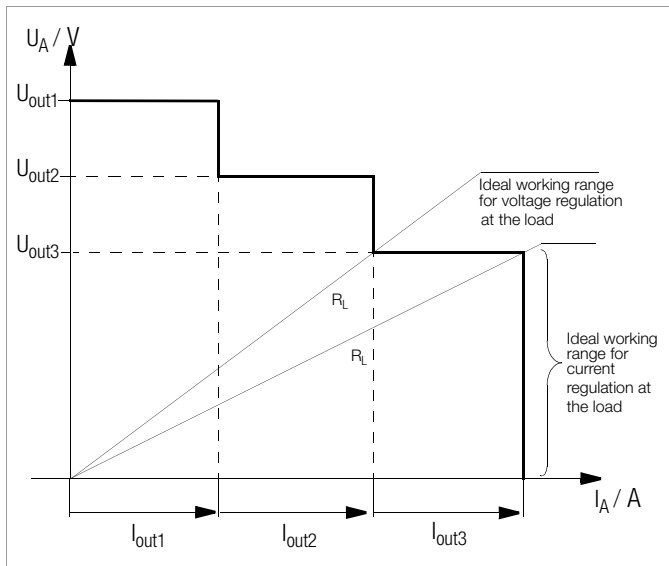 U_A / V
U_out1
U_out2
U_out3
Ideal working range
for voltage regulation
at the load
R_L
R_L
Ideal working
range for
current
regulation at
the load
I_A / A
I_out1
I_out2
I_out3